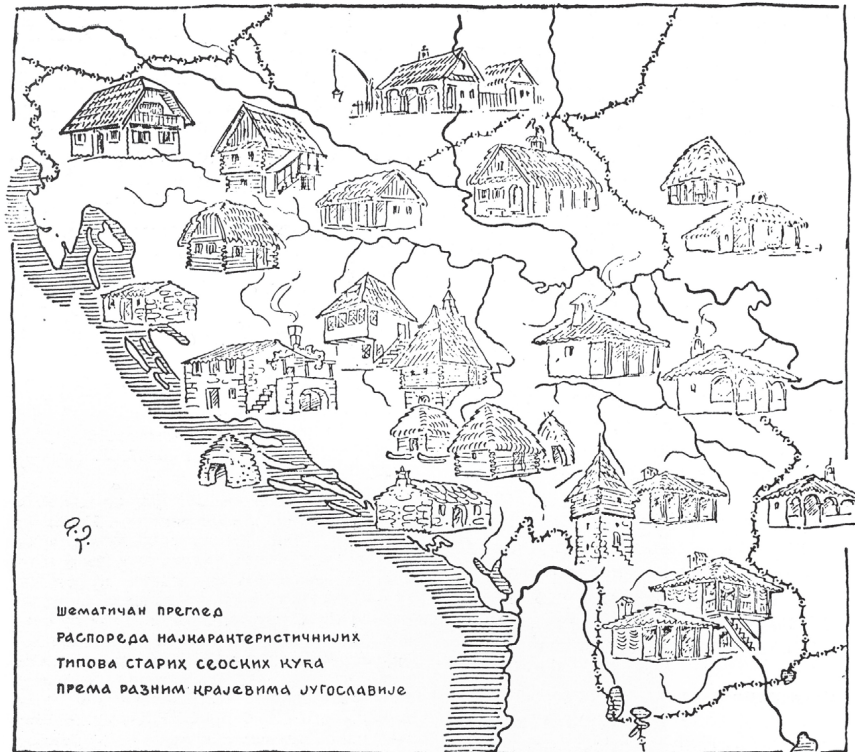 шематичан преглед
распореда најкарактеристичнијих
типова старих сеоских кућа
према разним крајевима југославије